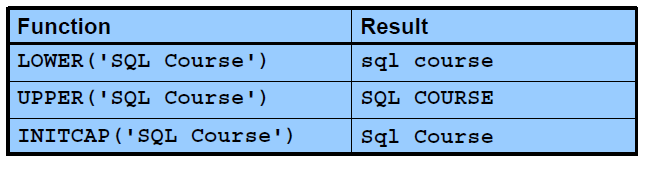 Function Result
LOWER('SQL Course') sql course
UPPER('SQL Course') SQL COURSE
INITCAP('SQL Course') Sql Course